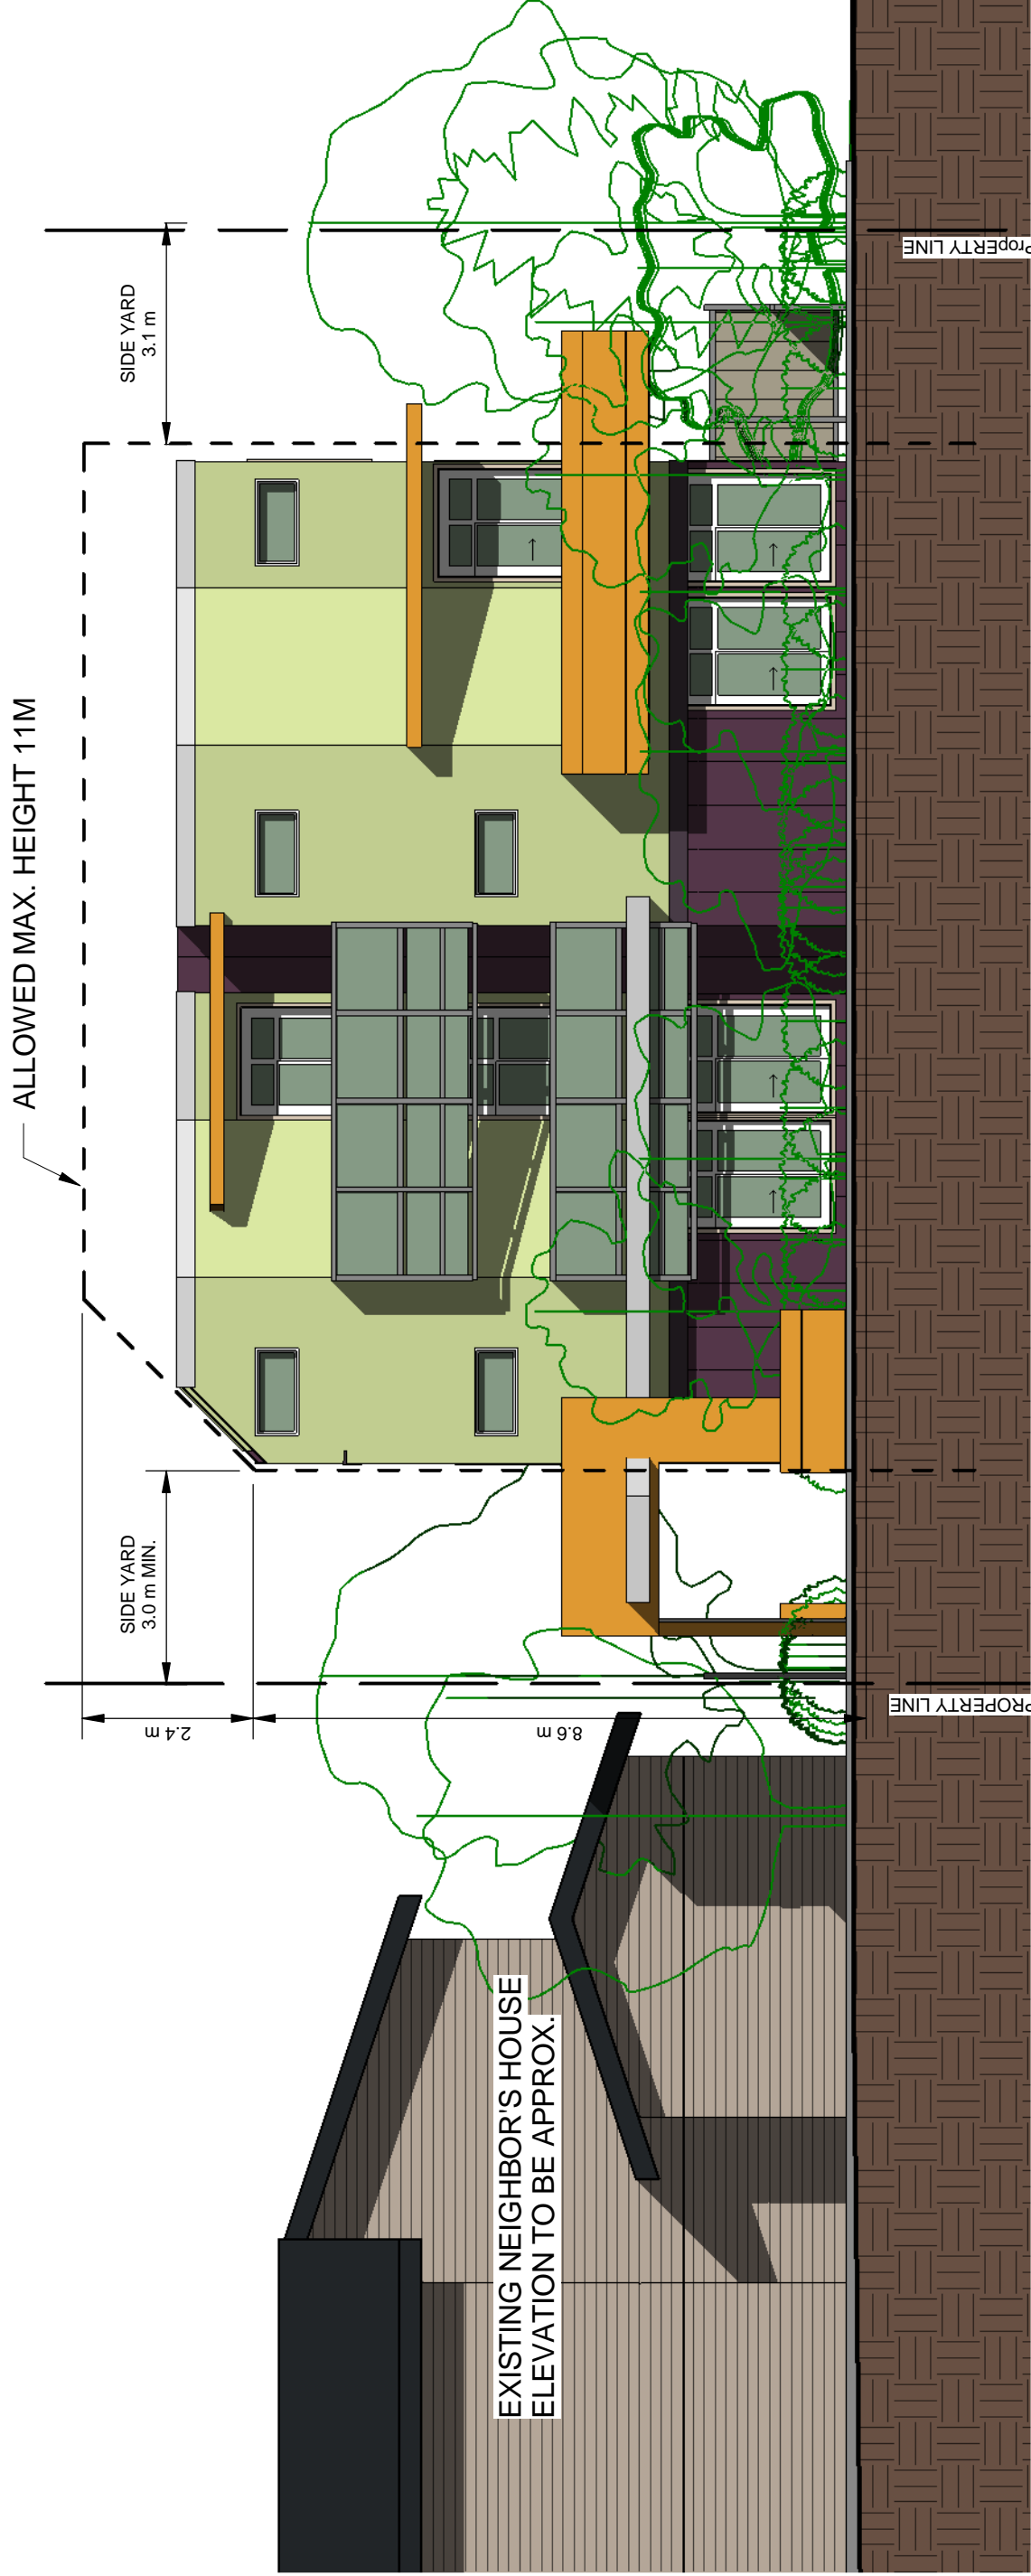 ALLOWED MAX. HEIGHT 11M
SIDE YARD
3.0 m MIN.
SIDE YARD
3.1 m
2.4 m
8.6 m
EXISTING NEIGHBOR'S HOUSE
ELEVATION TO BE APPROX.
PROPERTY LINE
Property LINE